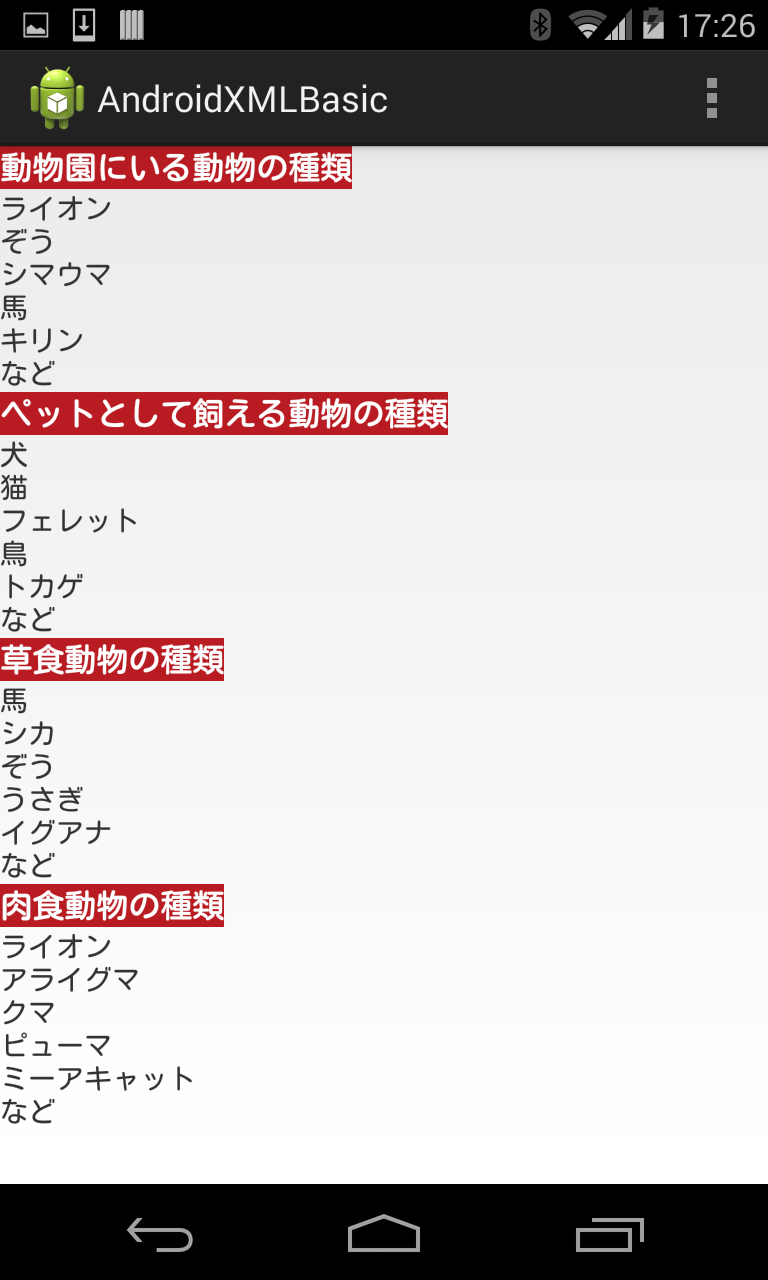 17:26
AndroidXMLBasic
動物園にいる動物の種類
ライオン
ぞう
シマウマ
馬
キリン
など
ペットとして飼える動物の種類
犬
猫
フェレット
鳥
トカゲ
など
草食動物の種類
馬
シカ
ぞう
うさぎ
イグアナ
など
肉食動物の種類
ライオン
アライグマ
クマ
ピューマ
ミーアキャット
など